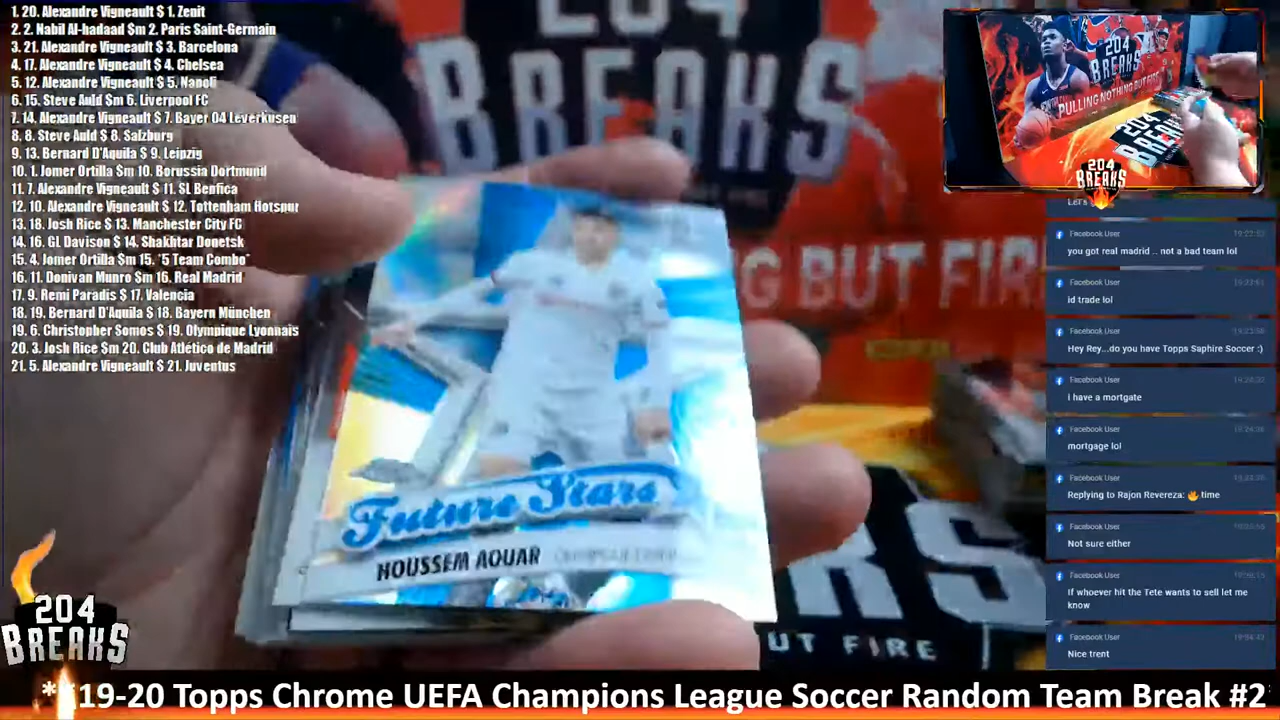 1. 20. Alexandre Vigneault $ 1. Zenit
2. 2. Nabil Al-hadaad $m 2. Paris Saint-Germain
3. 21. Alexandre Vigneault $ 3. Barcelona
4. 17. Alexandre Vigneault $ 4. Chelsea
5. 12. Alexandre Vigneault $ 5. Napoli
6. 15. Steve Auld $m 6. Liverpool FC
7. 14. Alexandre Vigneault $ 7. Bayer 04 Leverkusen
8. 8. Steve Auld $ 8. Salzburg
9. 13. Bernard D'Aquila $ 9. Leipzig
10. 1. Jomer Ortilla $m 10. Borussia Dortmund
11. 7. Alexandre Vigneault $ 11. SL Benfica
12. 10. Alexandre Vigneault $ 12. Tottenham Hotspur
13. 18. Josh Rice $ 13. Manchester City FC
14. 16. GL Davison $ 14. Shakhtar Donetsk
15. 4. Jomer Ortilla $m 15. "5 Team Combo"
16. 11. Donivan Munro $m 16. Real Madrid
17. 9. Remi Paradis $ 17. Valencia
18. 19. Bernard D'Aquila $ 18. Bayern München
19. 6. Christopher Somos $ 19. Olympique Lyonnais
20. 3. Josh Rice $m 20. Club Atlético de Madrid
21. 5. Alexandre Vigneault $ 21. Juventus
204
BREAKS
BUT FIRE
Future Stars
HOUSSEM AOUAR
UT FIRE
204
BREAKS
PULLING NOTHING BUT FIRE
204
204
BREAKS
Facebook User
you got real madrid .. not a bad team lol
Facebook User
id trade lol
Facebook User
Hey Rey...do you have Topps Saphire Soccer :)
Facebook User
i have a mortgate
Facebook User
mortgage lol
Facebook User
Replying to Rajon Revereza: 🔥 time
Facebook User
Not sure either
Facebook User
If whoever hit the Tete wants to sell let me
know
Facebook User
Nice trent
204
BREAKS
19-20 Topps Chrome UEFA Champions League Soccer Random Team Break #2